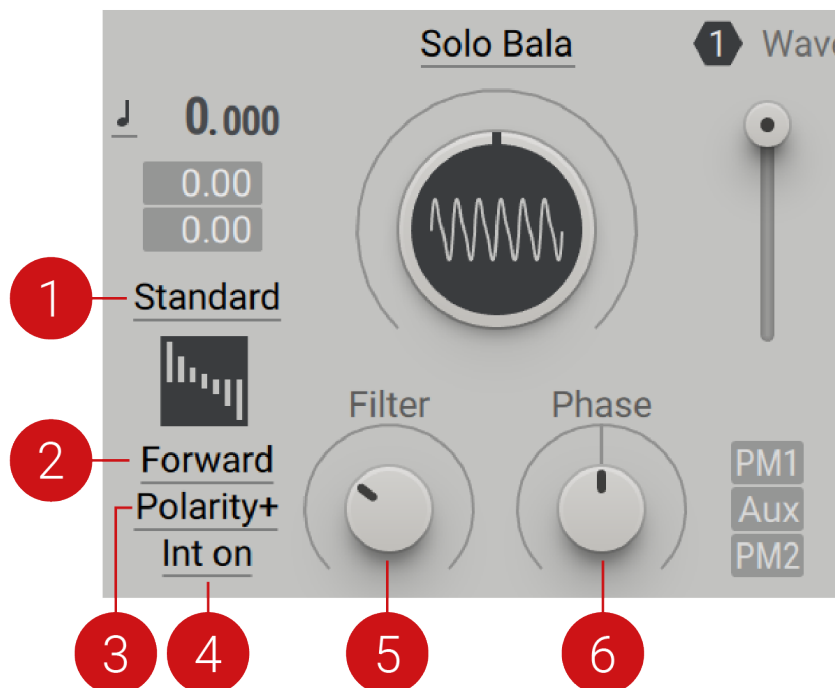 Solo Bala
1 Wave
0.000
0.00
0.00
1 Standard
Filter Phase
2 Forward
PM1
Polarity+
Aux
Int on
PM2
3 4 5 6